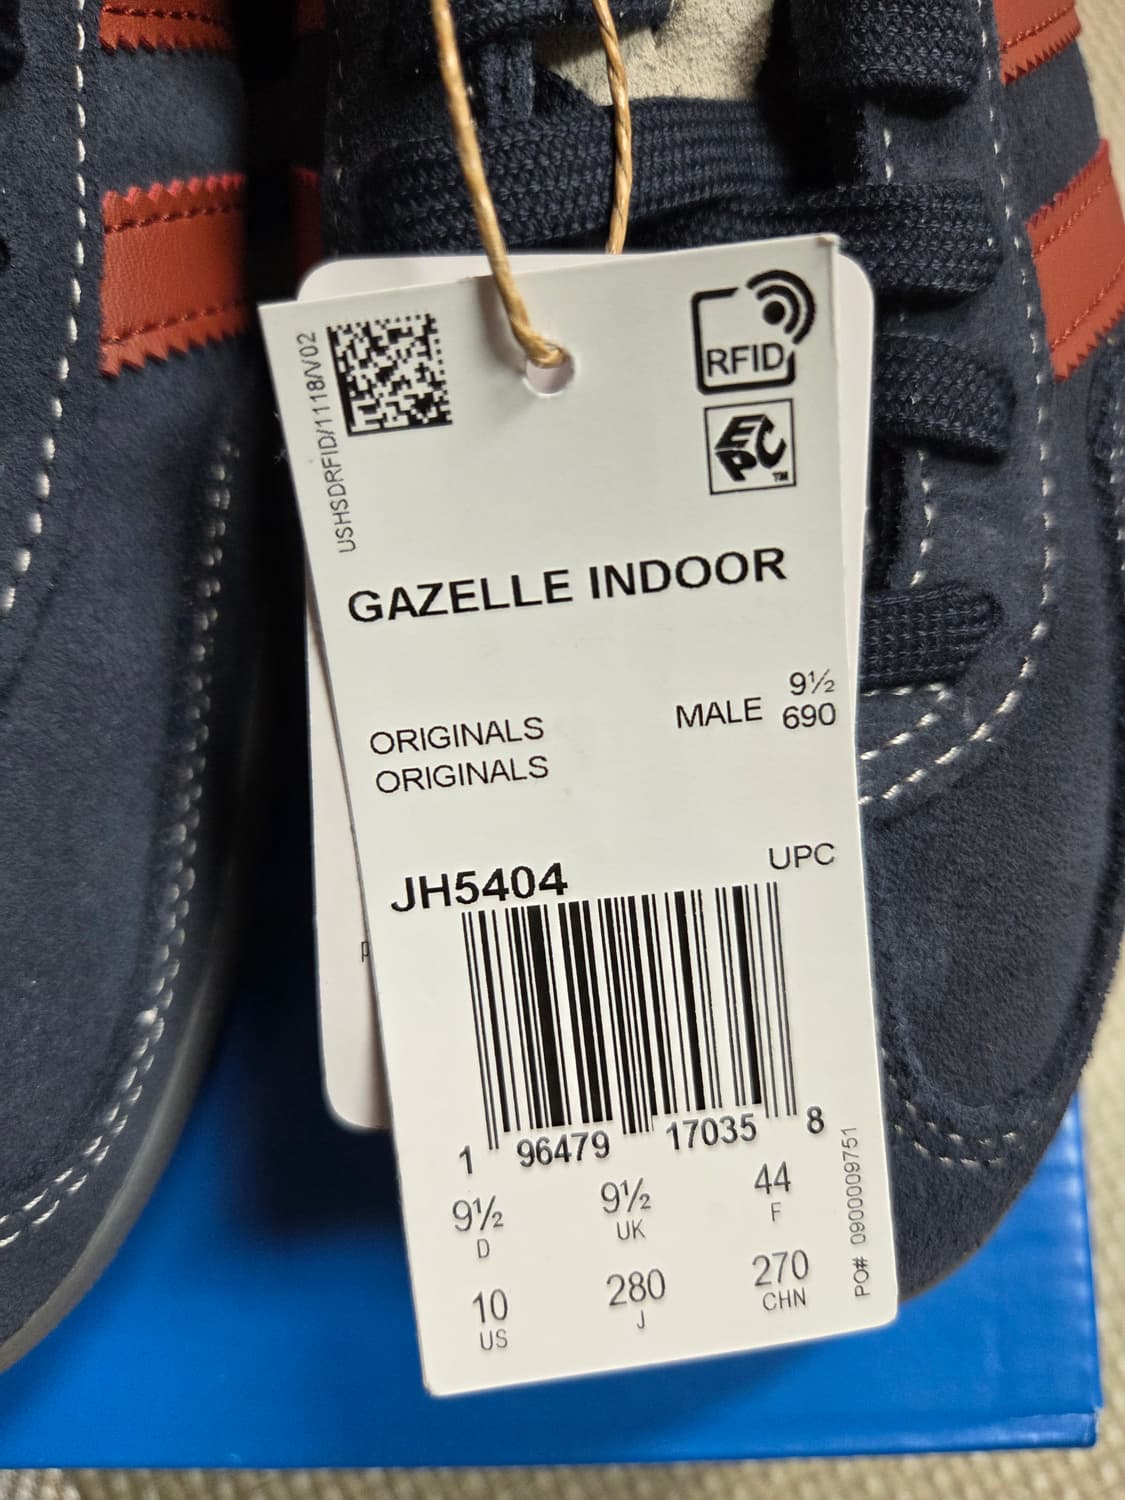 USHSDRFID/1118/V02
RFID
EPC™
GAZELLE INDOOR
9½
MALE 690
ORIGINALS
ORIGINALS
UPC
JH5404
1 96479 17035 8
9½ 9½ 44
D UK F
10 280 270
US J CHN
PO# 0900009751